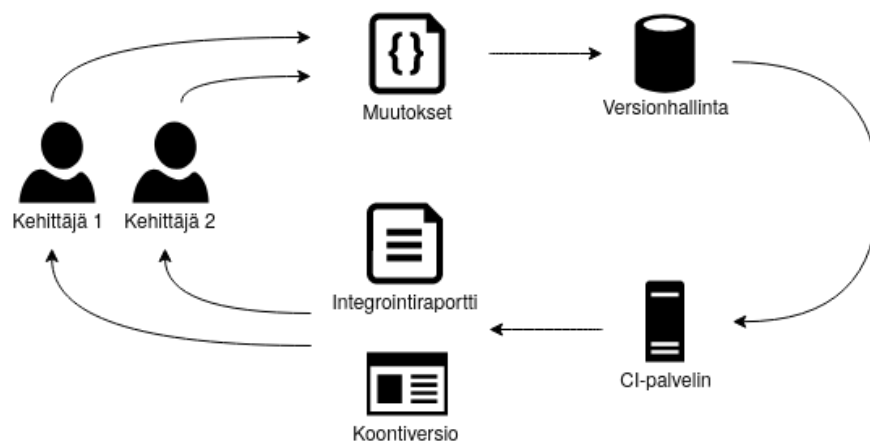 Muutokset
Versionhallinta
Kehittäjä 1
Kehittäjä 2
Integrointiraportti
CI-palvelin
Koontiversio